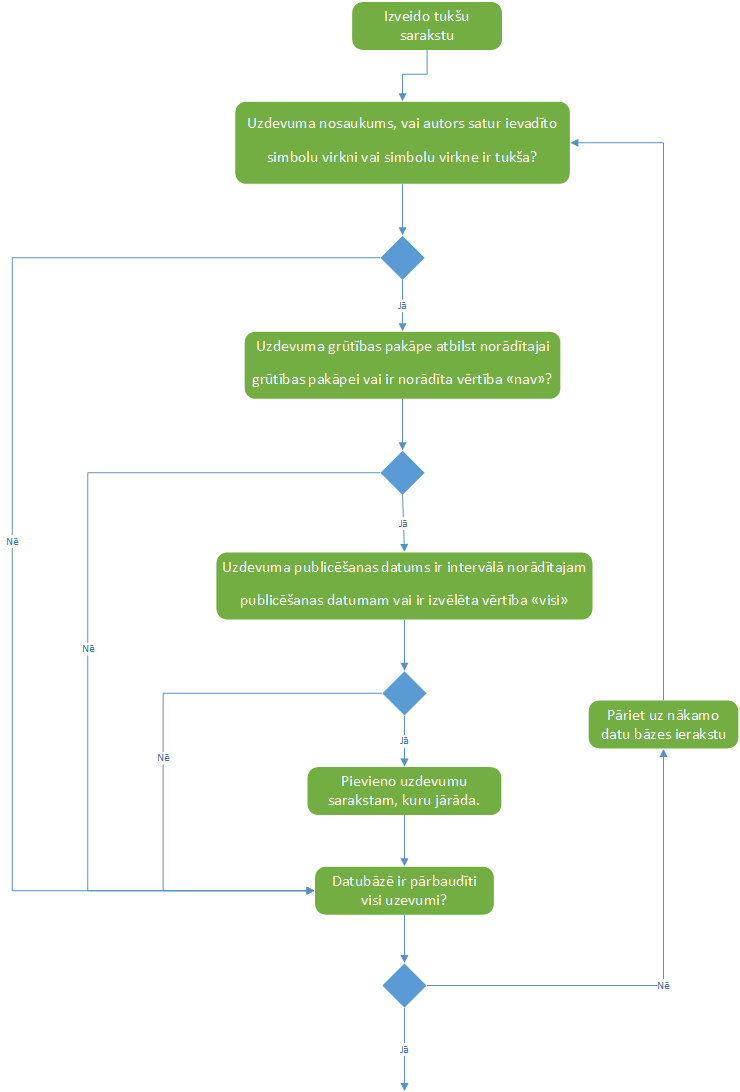 Izveido tukšu
sarakstu
Uzdevuma nosaukums, vai autors satur ievadīto
simbolu virkni vai simbolu virkne ir tukša?
Jā
Uzdevuma grūtības pakāpe atbilst norādītajai
grūtības pakāpei vai ir norādīta vērtība «nav»?
Jā
Nē
Uzdevuma publicēšanas datums ir intervālā norādītajam
publicēšanas datumam vai ir izvēlēta vērtība «visi»
Nē
Jā
Nē
Pāriet uz nākamo
datu bāzes ierakstu
Pievieno uzdevumu
sarakstam, kuru jārāda.
Datubāzē ir pārbaudīti
visi uzevumi?
Nē
Jā